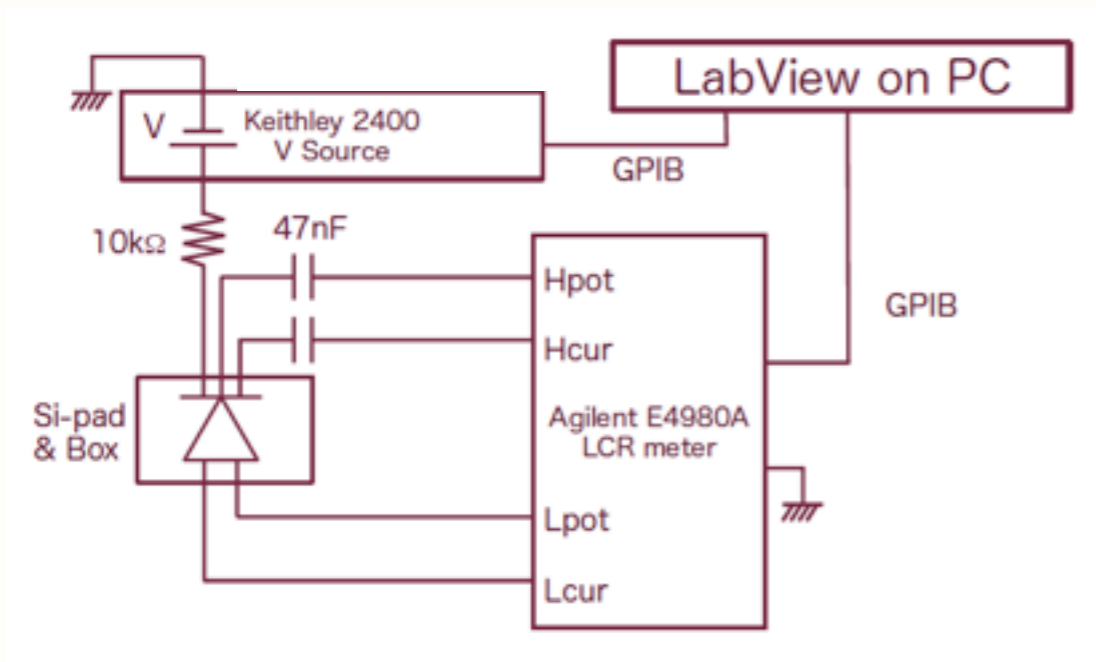 LabView on PC
V
Keithley 2400
V Source
GPIB
10kΩ
47nF
Hpot
GPIB
Hcur
Si-pad
& Box
Agilent E4980A
LCR meter
Lpot
Lcur